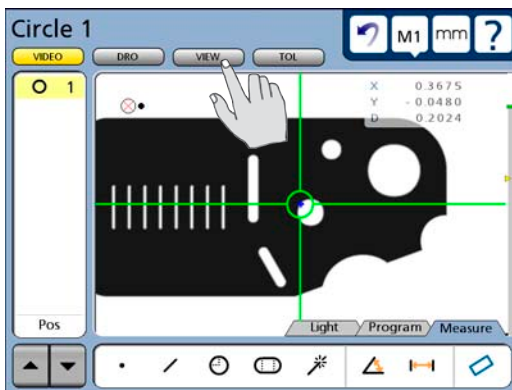 Circle 1
M1 mm ?
VIDEO DRO VIEW TOL
1
X 0.3675
Y - 0.0480
D 0.2024
Pos
Light Program Measure